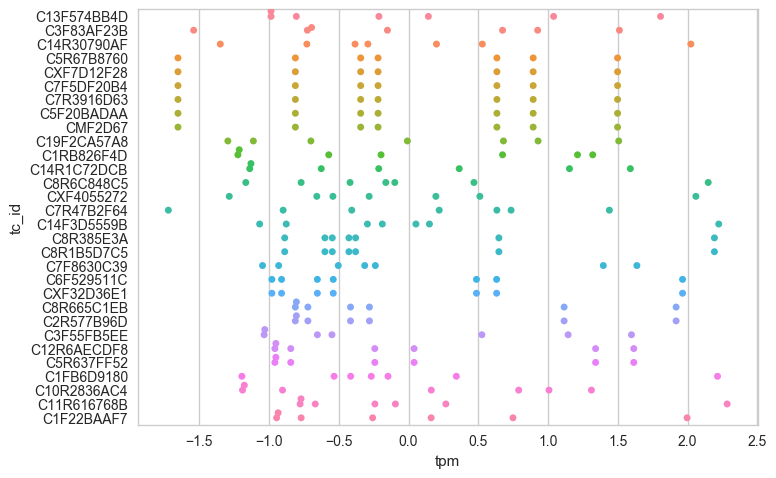 tc_id
C13F574BB4D
C3F83AF23B
C14R30790AF
C5R67B8760
CXF7D12F28
C7F5DF20B4
C7R3916D63
C5F20BADAA
CMF2D67
C19F2CA57A8
C1RB826F4D
C14R1C72DCB
C8R6C848C5
CXF4055272
C7R47B2F64
C14F3D5559B
C8R385E3A
C8R1B5D7C5
C7F8630C39
C6F529511C
CXF32D36E1
C8R665C1EB
C2R577B96D
C3F55FB5EE
C12R6AECDF8
C5R637FF52
C1FB6D9180
C10R2836AC4
C11R616768B
C1F22BAAF7
−1.5 −1.0 −0.5 0.0 0.5 1.0 1.5 2.0 2.5
tpm